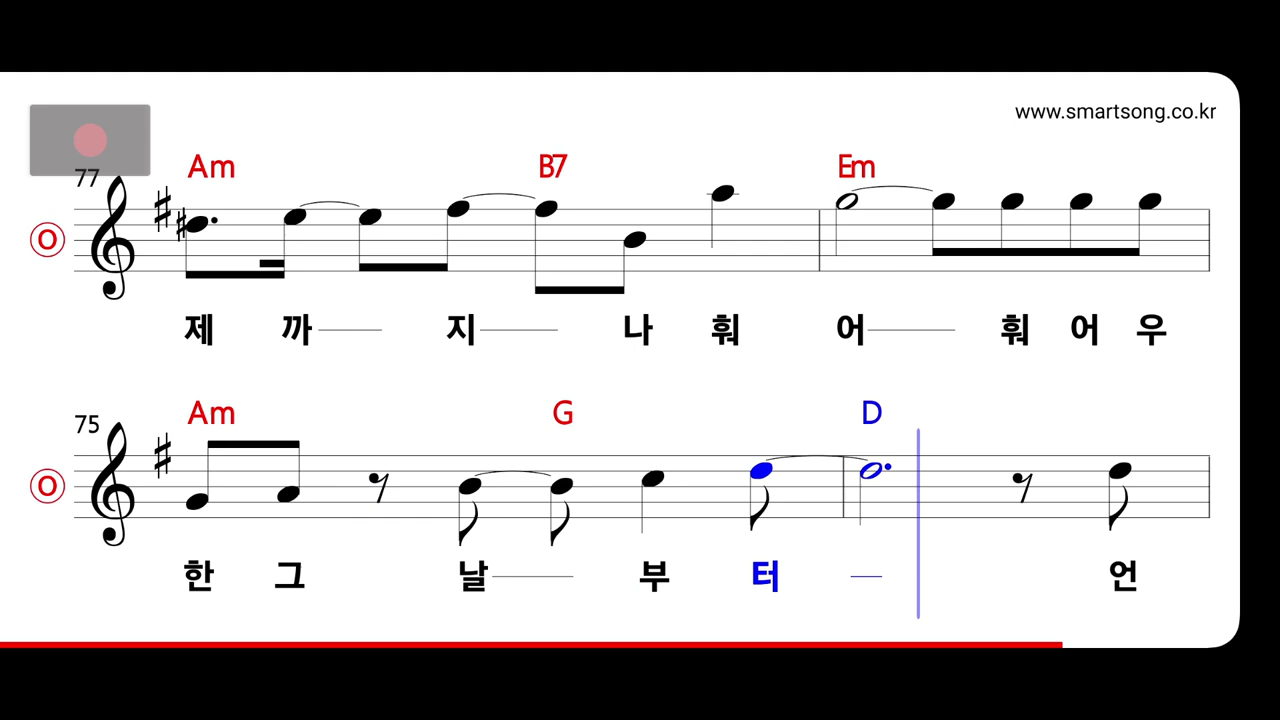 www.smartsong.co.kr
Am B7 Em
77
O
제 까 지 나 훠 어 훠 어 우
Am G D
75
O
한 그 날 부 터 언